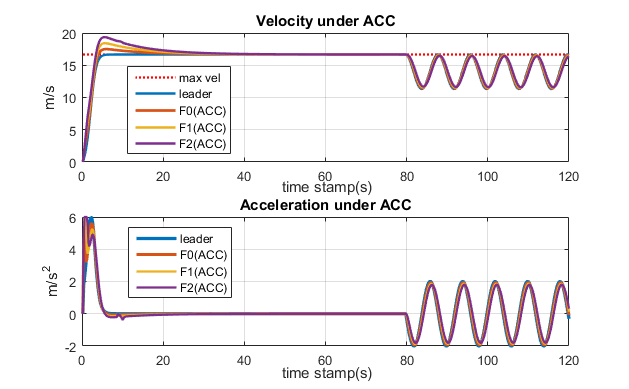 Velocity under ACC
20
15
10
5
0
m/s
max vel
leader
F0(ACC)
F1(ACC)
F2(ACC)
0 20 40 60 80 100 120
time stamp(s)
Acceleration under ACC
6
4
2
0
-2
m/s²
leader
F0(ACC)
F1(ACC)
F2(ACC)
0 20 40 60 80 100 120
time stamp(s)